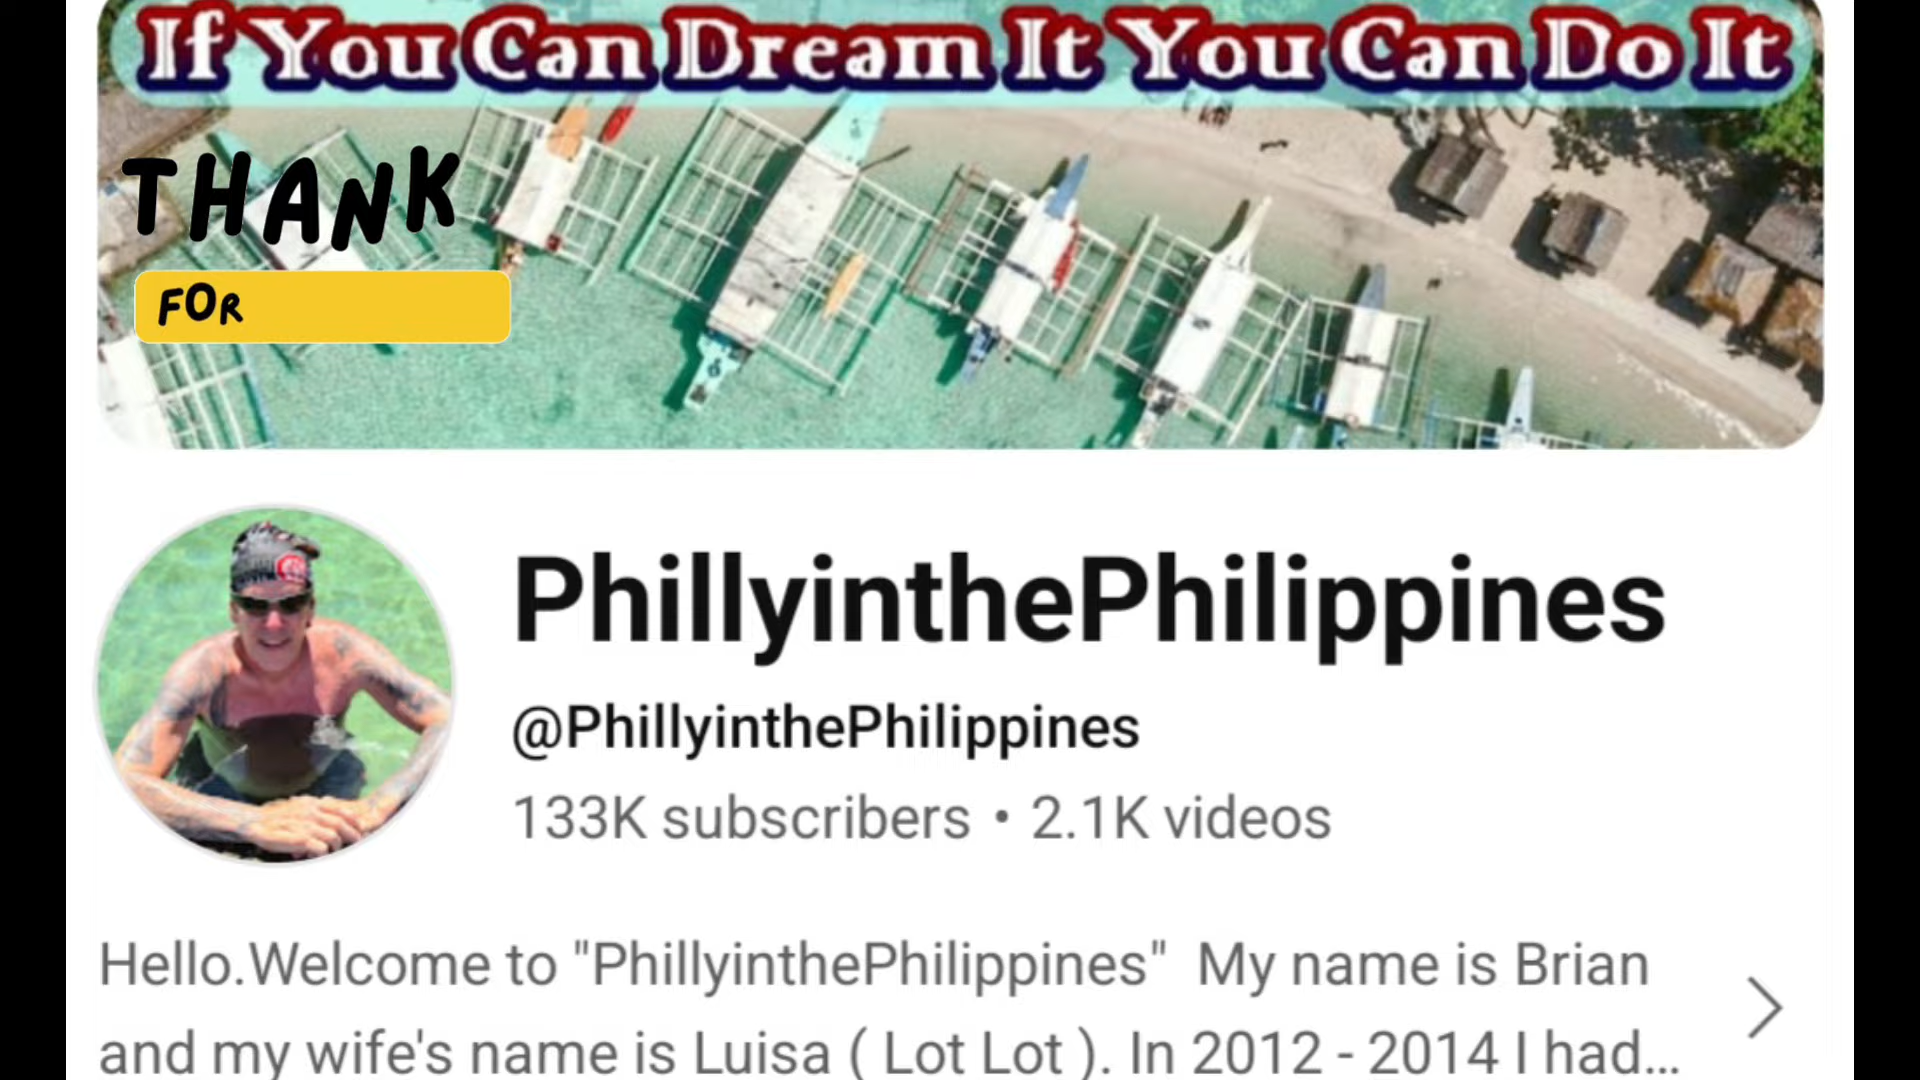 If You Can Dream It You Can Do It
THANK
FOR
PhillyinthePhilippines
@PhillyinthePhilippines
133K subscribers • 2.1K videos
Hello.Welcome to "PhillyinthePhilippines" My name is Brian
and my wife's name is Luisa ( Lot Lot ). In 2012 - 2014 I had...